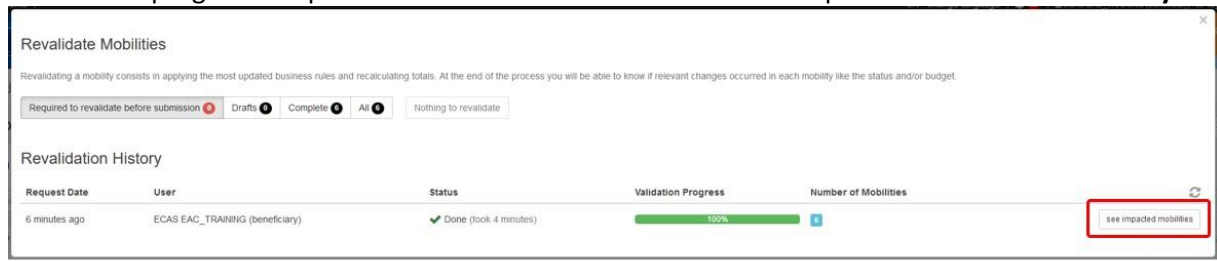 Revalidate Mobilities
Revalidating a mobility consists in applying the most updated business rules and recalculating totals. At the end of the process you will be able to know if relevant changes occurred in each mobility like the status and/or budget.
Required to revalidate before submission 0 Drafts 0 Complete 6 All 6 Nothing to revalidate
Revalidation History
Request Date User Status Validation Progress Number of Mobilities
6 minutes ago ECAS EAC_TRAINING (beneficiary) Done (took 4 minutes) 100% 6 see impacted mobilities